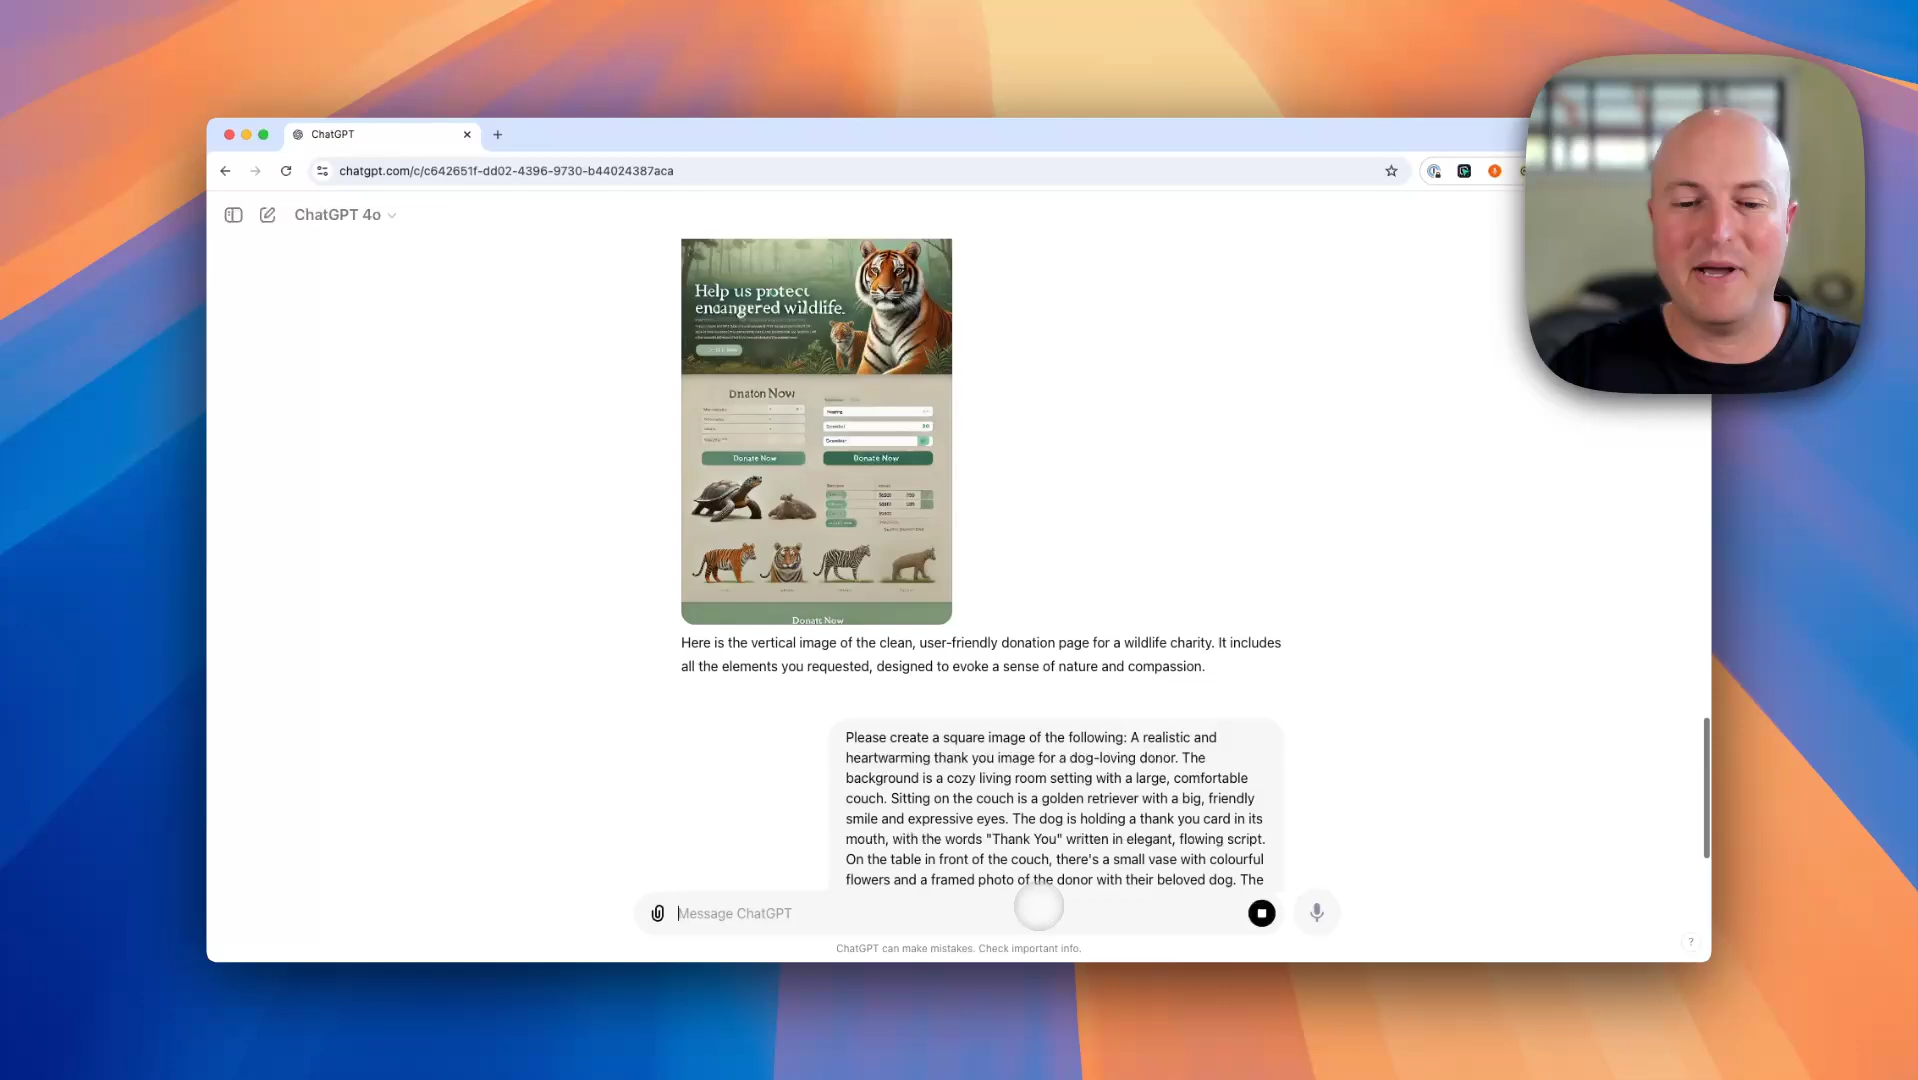 ChatGPT
chatgpt.com/c/c642651f-dd02-4396-9730-b44024387aca
ChatGPT 4o
Help us protect
endangered wildlife.
Dnaton Now
Donate Now
Donate Now
Donatt Now
Here is the vertical image of the clean, user-friendly donation page for a wildlife charity. It includes
all the elements you requested, designed to evoke a sense of nature and compassion.
Please create a square image of the following: A realistic and
heartwarming thank you image for a dog-loving donor. The
background is a cozy living room setting with a large, comfortable
couch. Sitting on the couch is a golden retriever with a big, friendly
smile and expressive eyes. The dog is holding a thank you card in its
mouth, with the words "Thank You" written in elegant, flowing script.
On the table in front of the couch, there's a small vase with colourful
flowers and a framed photo of the donor with their beloved dog. The
Message ChatGPT
ChatGPT can make mistakes. Check important info.
?